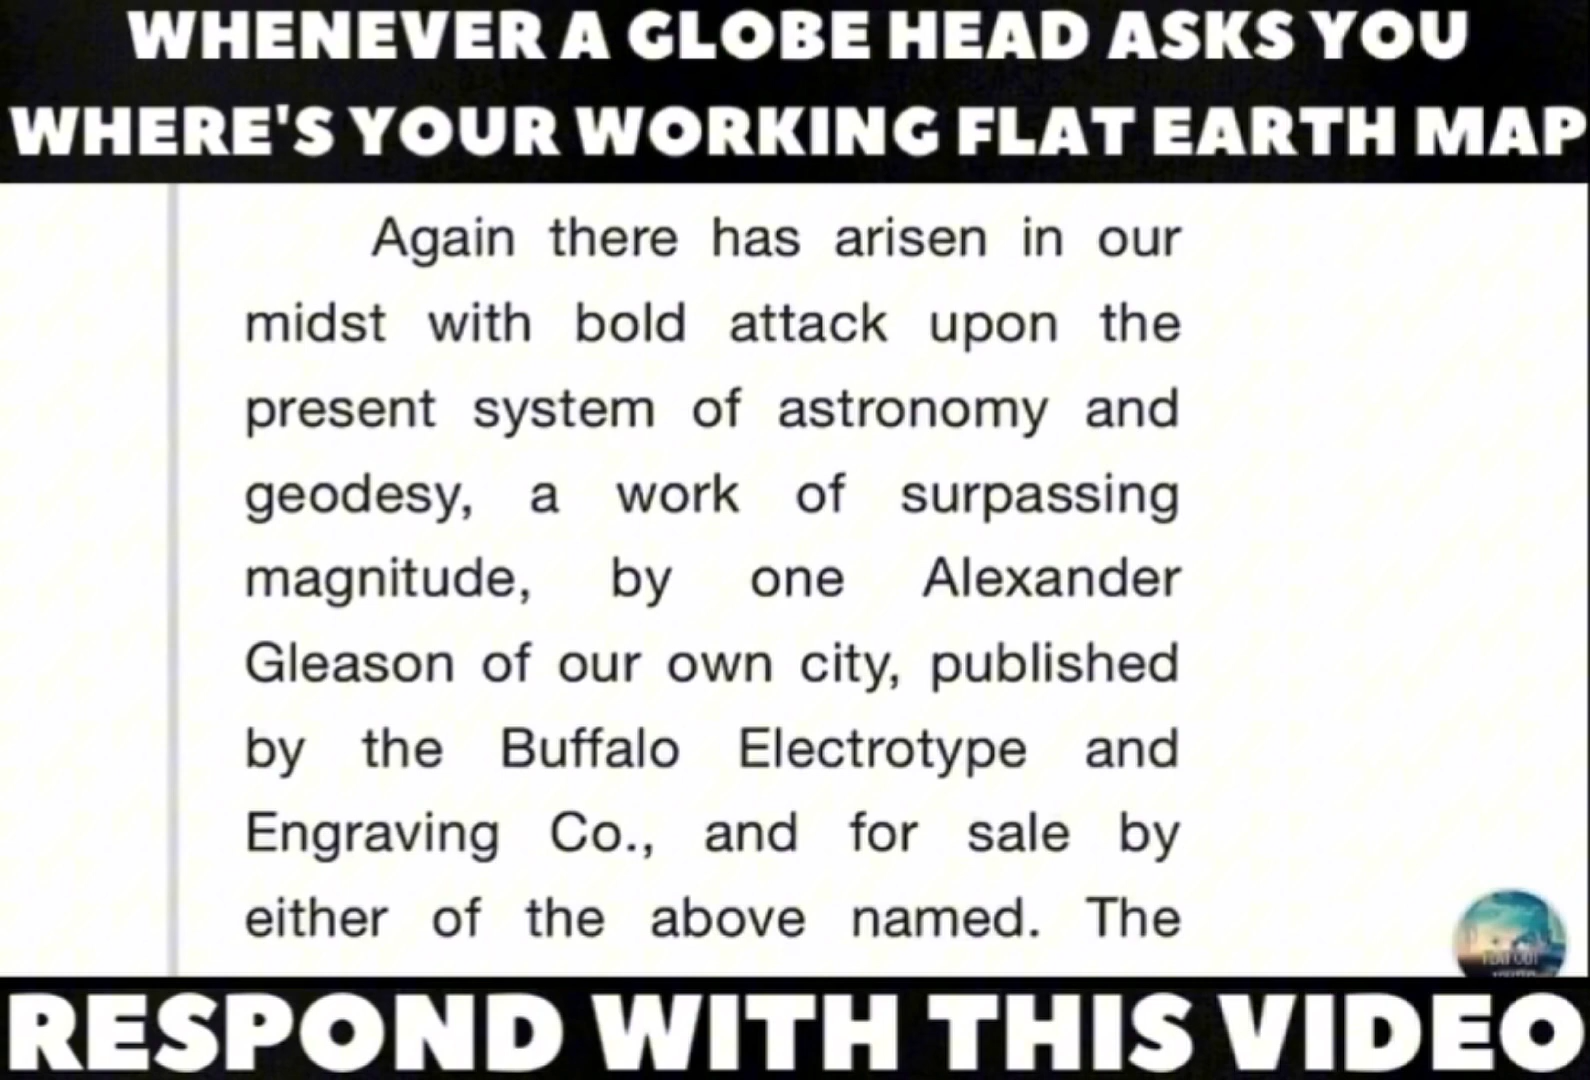 WHENEVER A GLOBE HEAD ASKS YOU
WHERE'S YOUR WORKING FLAT EARTH MAP
Again there has arisen in our
midst with bold attack upon the
present system of astronomy and
geodesy, a work of surpassing
magnitude, by one Alexander
Gleason of our own city, published
by the Buffalo Electrotype and
Engraving Co., and for sale by
either of the above named. The
RESPOND WITH THIS VIDEO